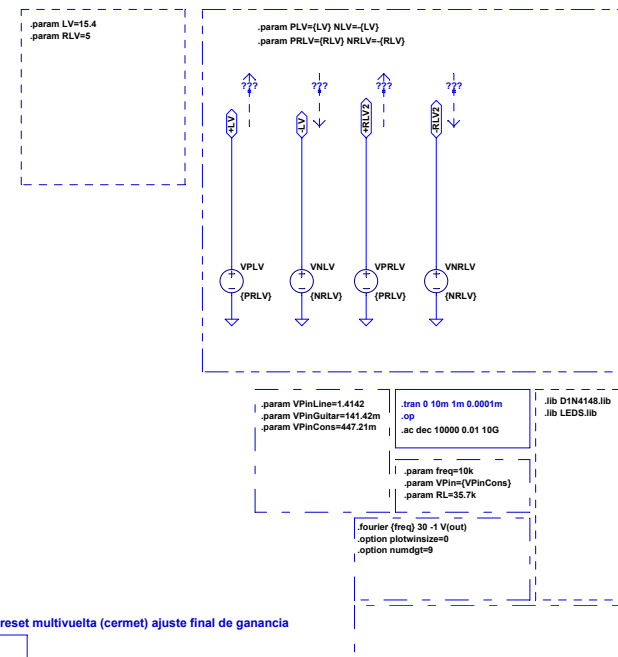 .param LV=15.4
.param RLV=5
.param PLV={LV} NLV=-{LV}
.param PRLV={RLV} NRLV=-{RLV}
???
???
???
???
+LV
-LV
+RLV2
-RLV2
VPLV
{PRLV}
VNLV
{NRLV}
VPRLV
{PRLV}
VNRLV
{NRLV}
.param VPinLine=1.4142
.param VPinGuitar=141.42m
.param VPinCons=447.21m
.tran 0 10m 1m 0.0001m
.op
.ac dec 10000 0.01 10G
.lib D1N4148.lib
.lib LEDS.lib
.param freq=10k
.param VPin={VPinCons}
.param RL=35.7k
.fourier {freq} 30 -1 V(out)
.option plotwinsize=0
.option numdgt=9
reset multivuelta (cermet) ajuste final de ganancia